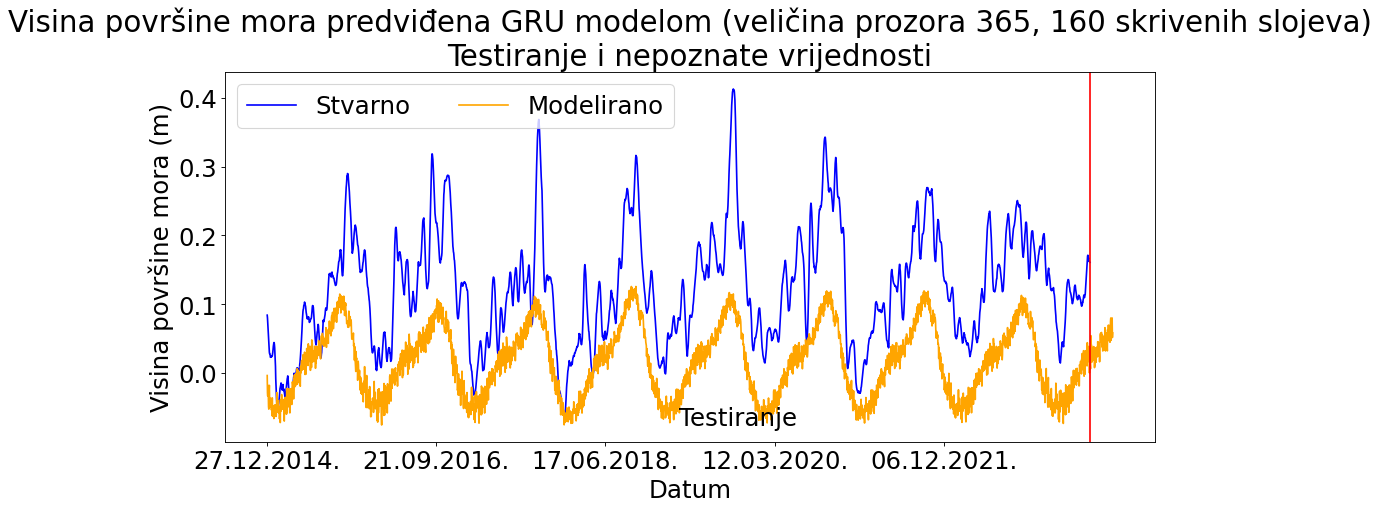 Visina površine mora predviđena GRU modelom (veličina prozora 365, 160 skrivenih slojeva)
Testiranje i nepoznate vrijednosti
Stvarno
Modelirano
Visina površine mora (m)
0.4
0.3
0.2
0.1
0.0
Testiranje
27.12.2014.
21.09.2016.
17.06.2018.
12.03.2020.
06.12.2021.
Datum